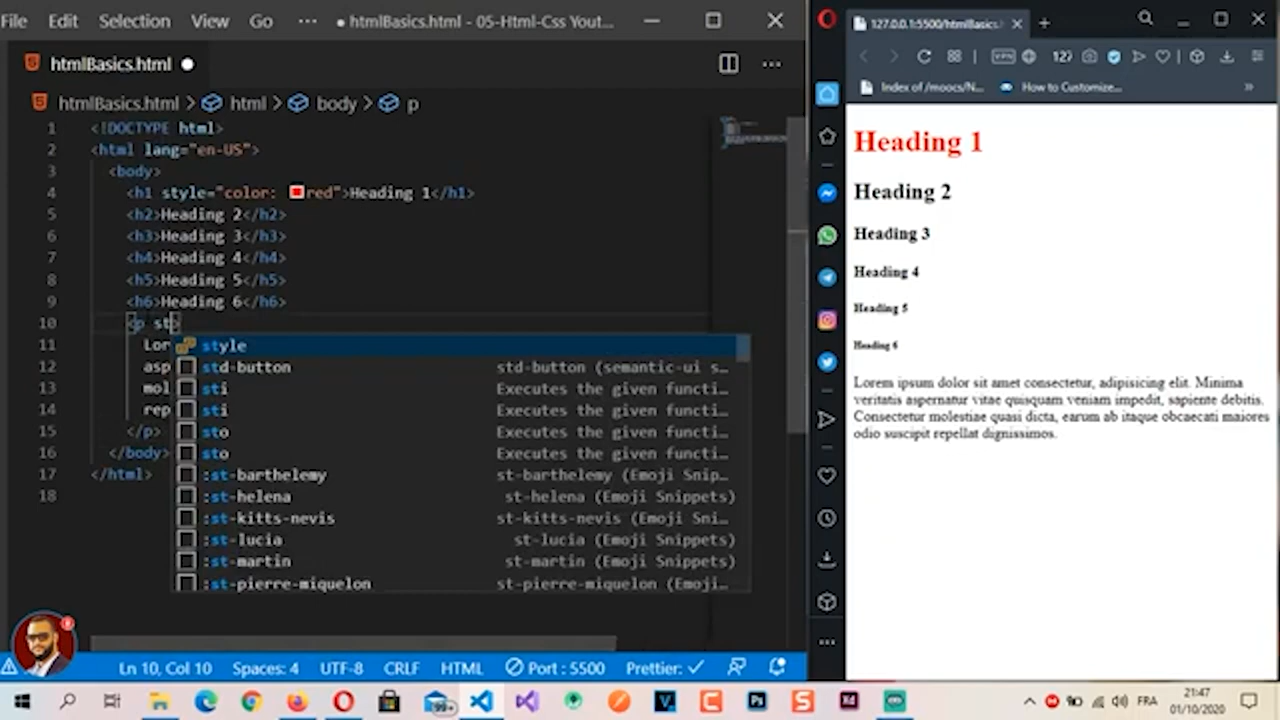 File Edit Selection View Go ··· ● htmlBasics.html - 05-Html-Css Yout...
htmlBasics.html ●
htmlBasics.html > html > body > p
1 <!DOCTYPE html>
2 <html lang="en-US">
3 <body>
4 <h1 style="color: red">Heading 1</h1>
5 <h2>Heading 2</h2>
6 <h3>Heading 3</h3>
7 <h4>Heading 4</h4>
8 <h5>Heading 5</h5>
9 <h6>Heading 6</h6>
10 <p st>
11 Lor
12 asp
13 mol
14 rep
15 </p>
16 </body>
17 </html>
18
style
std-button std-button (semantic-ui s…
sti Executes the given functi…
sti Executes the given functi…
sto Executes the given functi…
sto Executes the given functi…
:st-barthelemy st-barthelemy (Emoji Snip…
:st-helena st-helena (Emoji Snippets)
:st-kitts-nevis st-kitts-nevis (Emoji Sni…
:st-lucia st-lucia (Emoji Snippets)
:st-martin st-martin (Emoji Snippets)
:st-pierre-miquelon st-pierre-miquelon (Emoji…
Ln 10, Col 10 Spaces: 4 UTF-8 CRLF HTML Port : 5500 Prettier: ✓
127.0.0.1:5500/htmlBasics.
VPN 127
Index of /moocs/N... How to Customize... »
Heading 1
Heading 2
Heading 3
Heading 4
Heading 5
Heading 6
Lorem ipsum dolor sit amet consectetur, adipisicing elit. Minima
veritatis aspernatur vitae quisquam veniam impedit, sapiente debitis.
Consectetur molestiae quasi dicta, earum ab itaque obcaecati maiores
odio suscipit repellat dignissimos.
99+
Ps
Xd
FRA
21:47
01/10/2020